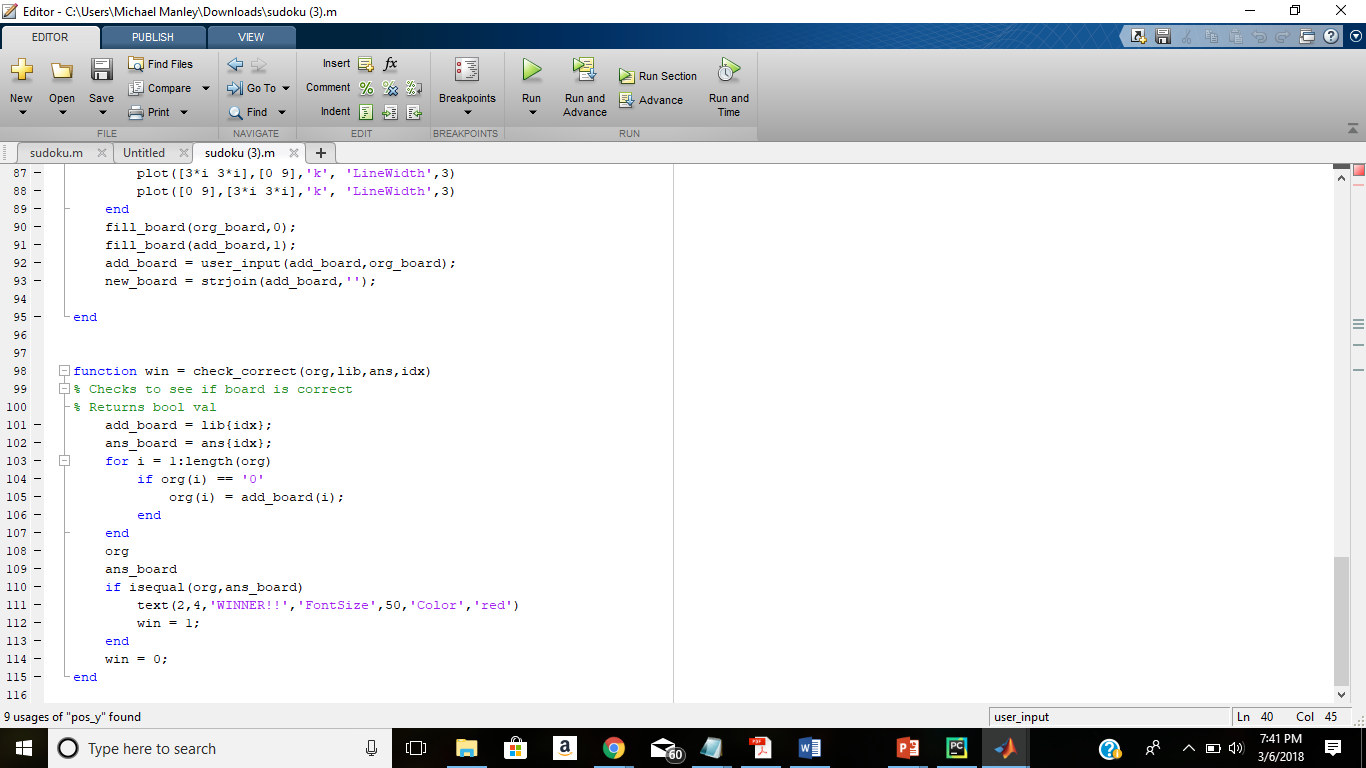 Editor - C:\Users\Michael Manley\Downloads\sudoku (3).m
EDITOR PUBLISH VIEW
New Open Save Find Files Compare Print
Go To Find
Insert fx
Comment
Indent
Breakpoints
Run Run and Advance Run Section Advance Run and Time
FILE NAVIGATE EDIT BREAKPOINTS RUN
sudoku.m Untitled sudoku (3).m
87 plot([3*i 3*i],[0 9],'k', 'LineWidth',3)
88 plot([0 9],[3*i 3*i],'k', 'LineWidth',3)
89 end
90 fill_board(org_board,0);
91 fill_board(add_board,1);
92 add_board = user_input(add_board,org_board);
93 new_board = strjoin(add_board,'');
94
95 end
96
97
98 function win = check_correct(org,lib,ans,idx)
99 % Checks to see if board is correct
100 % Returns bool val
101 add_board = lib{idx};
102 ans_board = ans{idx};
103 for i = 1:length(org)
104 if org(i) == '0'
105 org(i) = add_board(i);
106 end
107 end
108 org
109 ans_board
110 if isequal(org,ans_board)
111 text(2,4,'WINNER!!','FontSize',50,'Color','red')
112 win = 1;
113 end
114 win = 0;
115 end
116
9 usages of "pos_y" found user_input Ln 40 Col 45
Type here to search
60
7:41 PM
3/6/2018